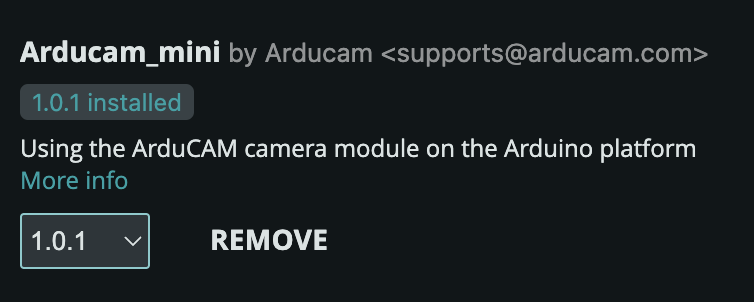 Arducam_mini by Arducam <supports@arducam.com>
1.0.1 installed
Using the ArduCAM camera module on the Arduino platform
More info
1.0.1 REMOVE